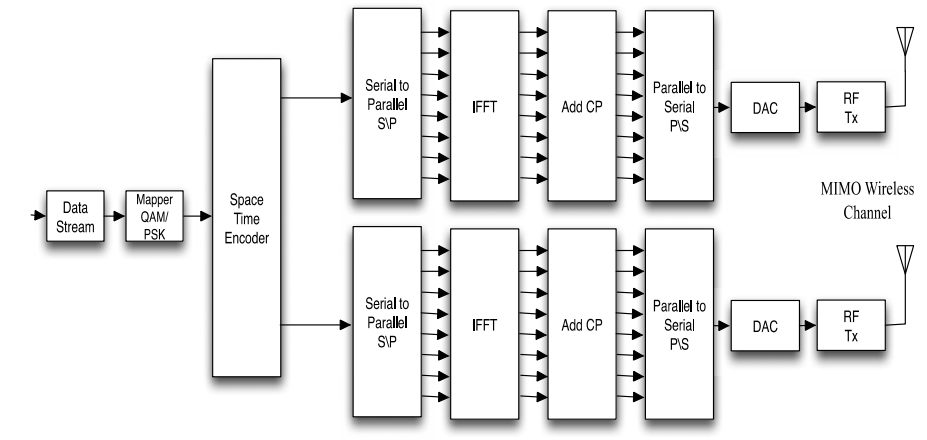 Data
Stream
Mapper
QAM/
PSK
Space
Time
Encoder
Serial to
Parallel
S\P
IFFT
Add CP
Parallel to
Serial
P\S
DAC
RF
Tx
MIMO Wireless
Channel
Serial to
Parallel
S\P
IFFT
Add CP
Parallel to
Serial
P\S
DAC
RF
Tx